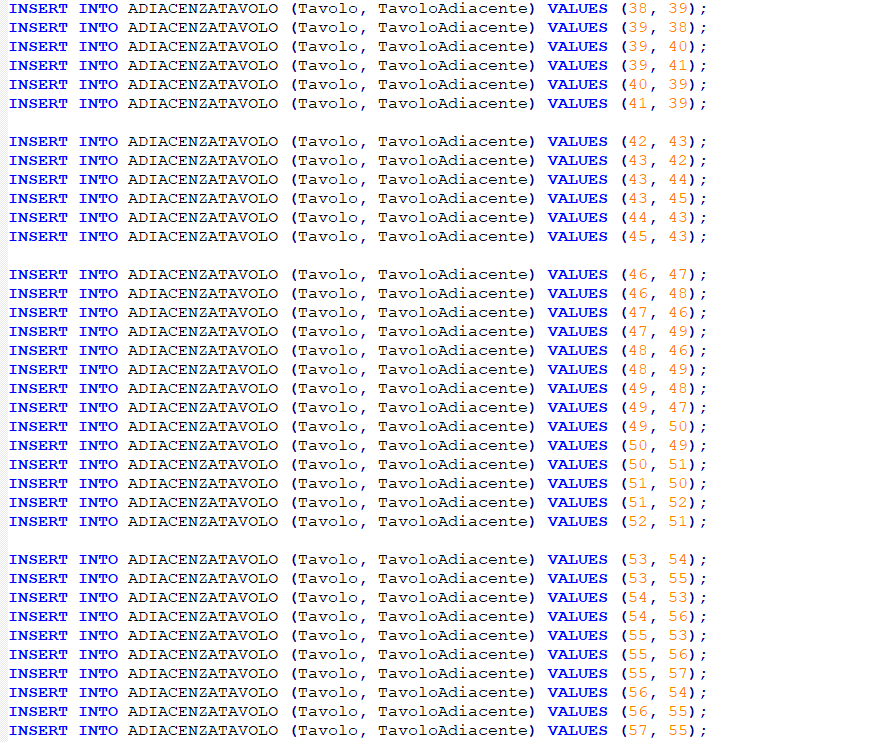 INSERT INTO ADIACENZATAVOLO (Tavolo, TavoloAdiacente) VALUES (38, 39);
INSERT INTO ADIACENZATAVOLO (Tavolo, TavoloAdiacente) VALUES (39, 38);
INSERT INTO ADIACENZATAVOLO (Tavolo, TavoloAdiacente) VALUES (39, 40);
INSERT INTO ADIACENZATAVOLO (Tavolo, TavoloAdiacente) VALUES (39, 41);
INSERT INTO ADIACENZATAVOLO (Tavolo, TavoloAdiacente) VALUES (40, 39);
INSERT INTO ADIACENZATAVOLO (Tavolo, TavoloAdiacente) VALUES (41, 39);

INSERT INTO ADIACENZATAVOLO (Tavolo, TavoloAdiacente) VALUES (42, 43);
INSERT INTO ADIACENZATAVOLO (Tavolo, TavoloAdiacente) VALUES (43, 42);
INSERT INTO ADIACENZATAVOLO (Tavolo, TavoloAdiacente) VALUES (43, 44);
INSERT INTO ADIACENZATAVOLO (Tavolo, TavoloAdiacente) VALUES (43, 45);
INSERT INTO ADIACENZATAVOLO (Tavolo, TavoloAdiacente) VALUES (44, 43);
INSERT INTO ADIACENZATAVOLO (Tavolo, TavoloAdiacente) VALUES (45, 43);

INSERT INTO ADIACENZATAVOLO (Tavolo, TavoloAdiacente) VALUES (46, 47);
INSERT INTO ADIACENZATAVOLO (Tavolo, TavoloAdiacente) VALUES (46, 48);
INSERT INTO ADIACENZATAVOLO (Tavolo, TavoloAdiacente) VALUES (47, 46);
INSERT INTO ADIACENZATAVOLO (Tavolo, TavoloAdiacente) VALUES (47, 49);
INSERT INTO ADIACENZATAVOLO (Tavolo, TavoloAdiacente) VALUES (48, 46);
INSERT INTO ADIACENZATAVOLO (Tavolo, TavoloAdiacente) VALUES (48, 49);
INSERT INTO ADIACENZATAVOLO (Tavolo, TavoloAdiacente) VALUES (49, 48);
INSERT INTO ADIACENZATAVOLO (Tavolo, TavoloAdiacente) VALUES (49, 47);
INSERT INTO ADIACENZATAVOLO (Tavolo, TavoloAdiacente) VALUES (49, 50);
INSERT INTO ADIACENZATAVOLO (Tavolo, TavoloAdiacente) VALUES (50, 49);
INSERT INTO ADIACENZATAVOLO (Tavolo, TavoloAdiacente) VALUES (50, 51);
INSERT INTO ADIACENZATAVOLO (Tavolo, TavoloAdiacente) VALUES (51, 50);
INSERT INTO ADIACENZATAVOLO (Tavolo, TavoloAdiacente) VALUES (51, 52);
INSERT INTO ADIACENZATAVOLO (Tavolo, TavoloAdiacente) VALUES (52, 51);

INSERT INTO ADIACENZATAVOLO (Tavolo, TavoloAdiacente) VALUES (53, 54);
INSERT INTO ADIACENZATAVOLO (Tavolo, TavoloAdiacente) VALUES (53, 55);
INSERT INTO ADIACENZATAVOLO (Tavolo, TavoloAdiacente) VALUES (54, 53);
INSERT INTO ADIACENZATAVOLO (Tavolo, TavoloAdiacente) VALUES (54, 56);
INSERT INTO ADIACENZATAVOLO (Tavolo, TavoloAdiacente) VALUES (55, 53);
INSERT INTO ADIACENZATAVOLO (Tavolo, TavoloAdiacente) VALUES (55, 56);
INSERT INTO ADIACENZATAVOLO (Tavolo, TavoloAdiacente) VALUES (55, 57);
INSERT INTO ADIACENZATAVOLO (Tavolo, TavoloAdiacente) VALUES (56, 54);
INSERT INTO ADIACENZATAVOLO (Tavolo, TavoloAdiacente) VALUES (56, 55);
INSERT INTO ADIACENZATAVOLO (Tavolo, TavoloAdiacente) VALUES (57, 55);